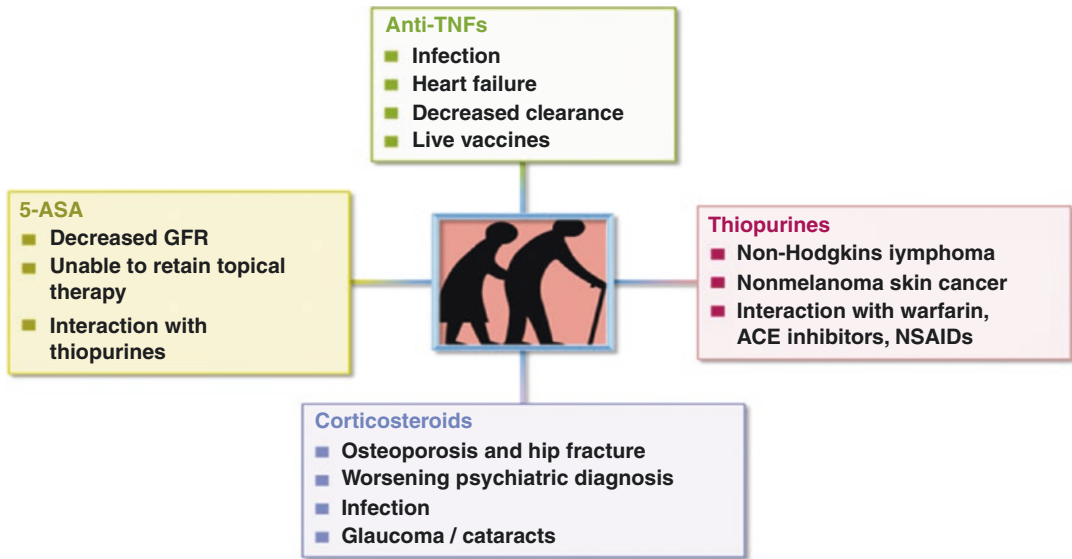 Anti-TNFs
Infection
Heart failure
Decreased clearance
Live vaccines
5-ASA
Decreased GFR
Unable to retain topical
therapy
Interaction with
thiopurines
Thiopurines
Non-Hodgkins iymphoma
Nonmelanoma skin cancer
Interaction with warfarin,
ACE inhibitors, NSAIDs
Corticosteroids
Osteoporosis and hip fracture
Worsening psychiatric diagnosis
Infection
Glaucoma / cataracts